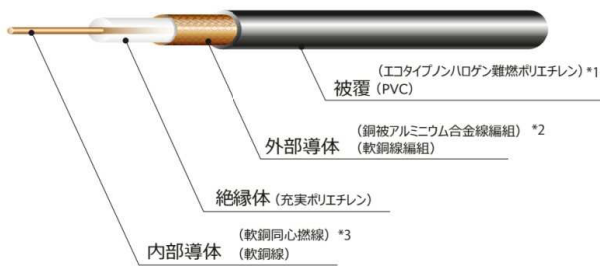 （エコタイプノンハロゲン難燃ポリエチレン）*1
被覆（PVC）
（銅被アルミニウム合金線編組） *2
外部導体（軟銅線編組）
絶縁体（充実ポリエチレン）
（軟銅同心撚線）*3
内部導体（軟銅線）